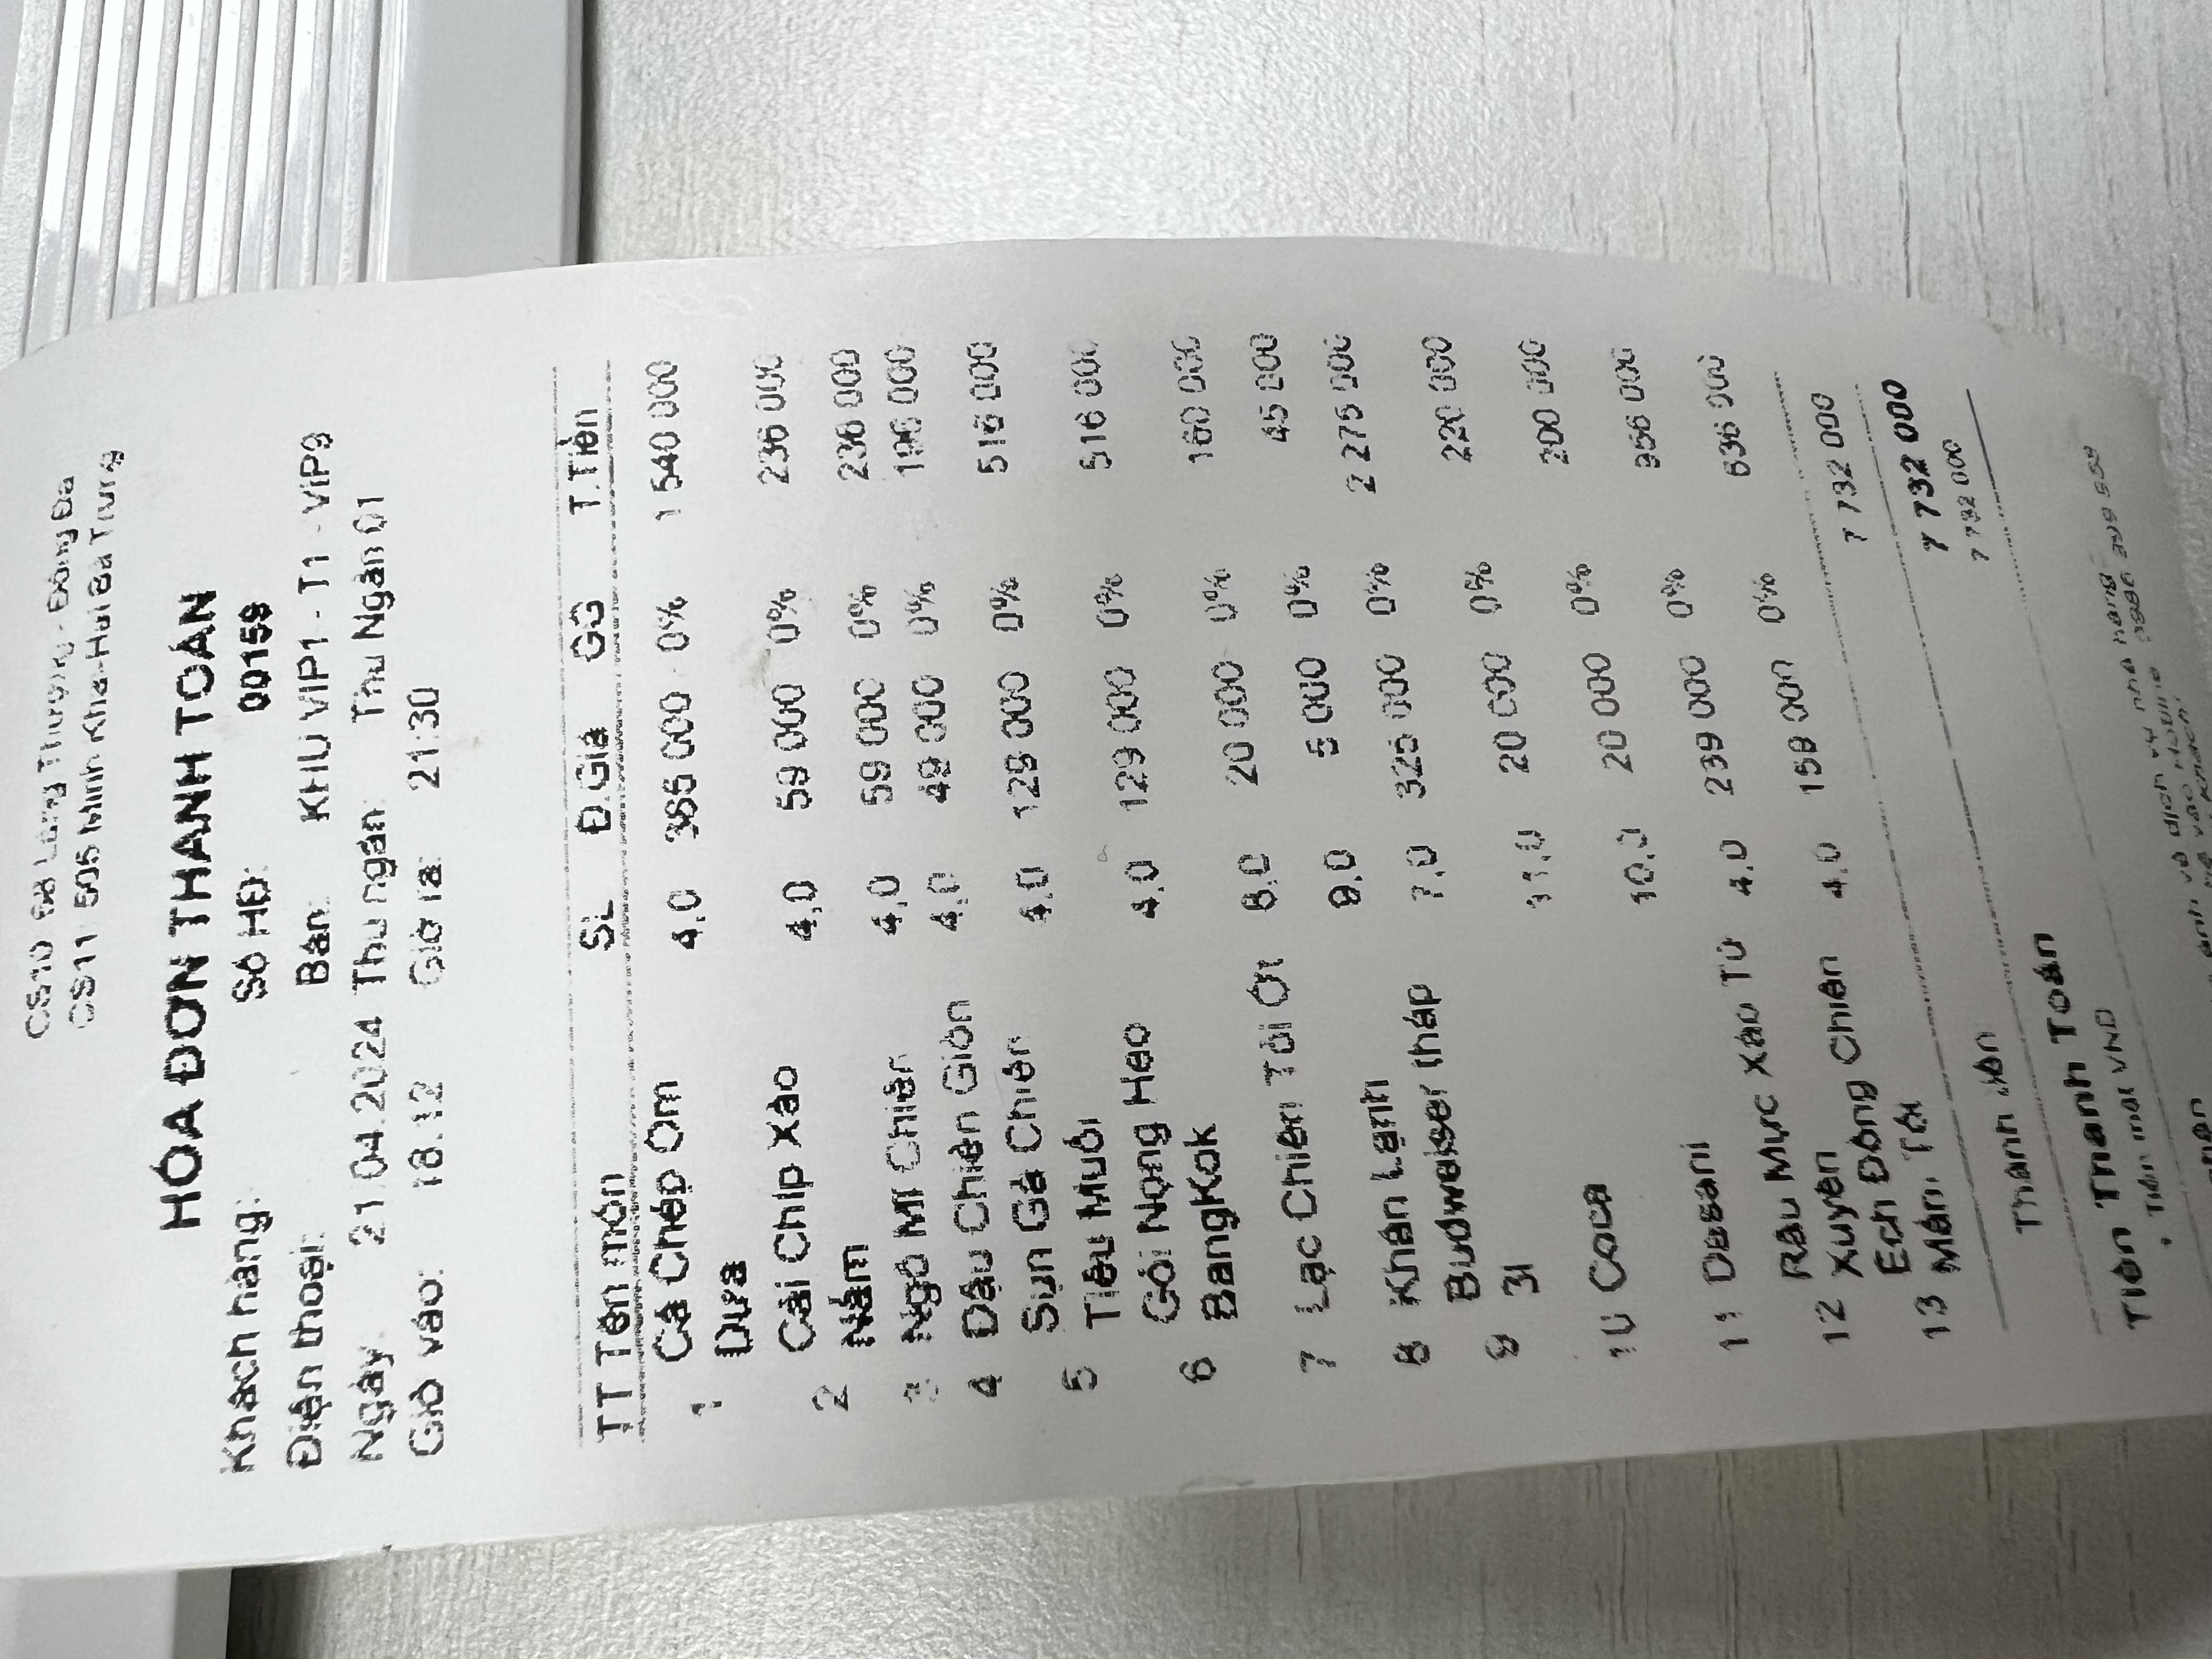 CS10 68 Láng Thượng - Đống Đa
CS11 505 Minh Khai-Hai Bà Trưng
HÓA ĐƠN THANH TOÁN
Khách hàng: Số HĐ: 00159
Điện thoại: Bàn: KHU VIP1 - T1 - VIP9
Ngày: 21.04.2024 Thu ngân: Thu Ngân 01
Giờ vào: 18:12 Giờ ra: 21:30
TT Tên món SL Đ.Giá GG T.Tiền
1 Cá Chép Om Dưa 4,0 385 000 0% 1 540 000
2 Cải Chíp Xào Nấm 4,0 59 000 0% 236 000
3 Ngô Mĩ Chiên 4,0 59 000 0% 236 000
4 Đậu Chiên Giòn 4,0 49 000 0% 196 000
5 Sụn Gà Chiên Tiêu Muối 4,0 129 000 0% 516 000
6 Gỏi Nọng Heo BangKok 4,0 129 000 0% 516 000
7 Lạc Chiên Tỏi Ớt 8,0 20 000 0% 160 000
8 Khăn Lạnh 9,0 5 000 0% 45 000
9 Budweiser tháp 3l 7,0 325 000 0% 2 275 000
10 Coca 11,0 20 000 0% 220 000
11 Dasani 10,0 20 000 0% 200 000
12 Râu Mực Xào Tứ Xuyên 4,0 239 000 0% 956 000
13 Ếch Đồng Chiên Mắm Tỏi 4,0 159 000 0% 636 000
Thành tiền 7 732 000
Tiền Thanh Toán 7 732 000
• Tiền mặt VND 7 732 000
ánh về dịch vụ nhà hàng
vào Hotline 0886 399 559
Khách!